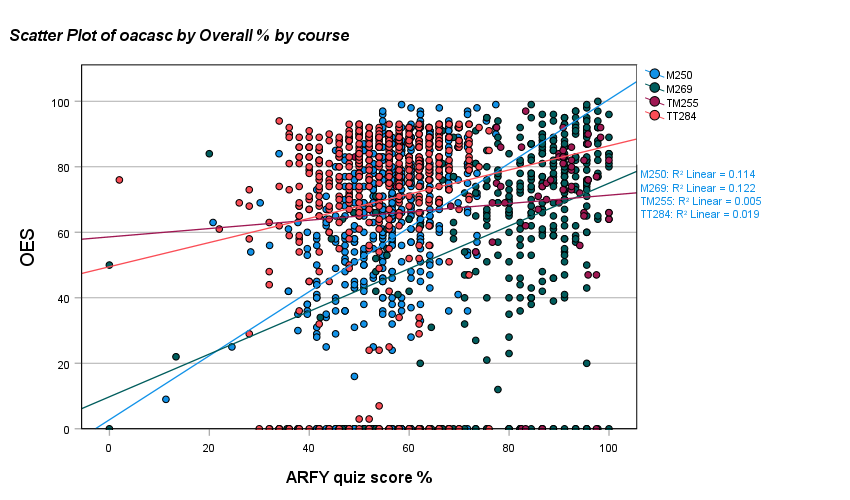 Scatter Plot of oacasc by Overall % by course
M250
M269
TM255
TT284
M250: R² Linear = 0.114
M269: R² Linear = 0.122
TM255: R² Linear = 0.005
TT284: R² Linear = 0.019
OES
100
80
60
40
20
0
0 20 40 60 80 100
ARFY quiz score %